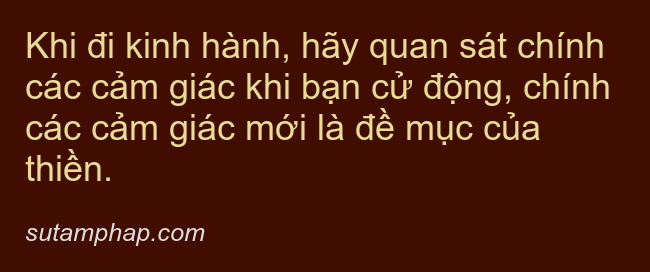 Khi đi kinh hành, hãy quan sát chính
các cảm giác khi bạn cử động, chính
các cảm giác mới là đề mục của
thiền.
sutamphap.com